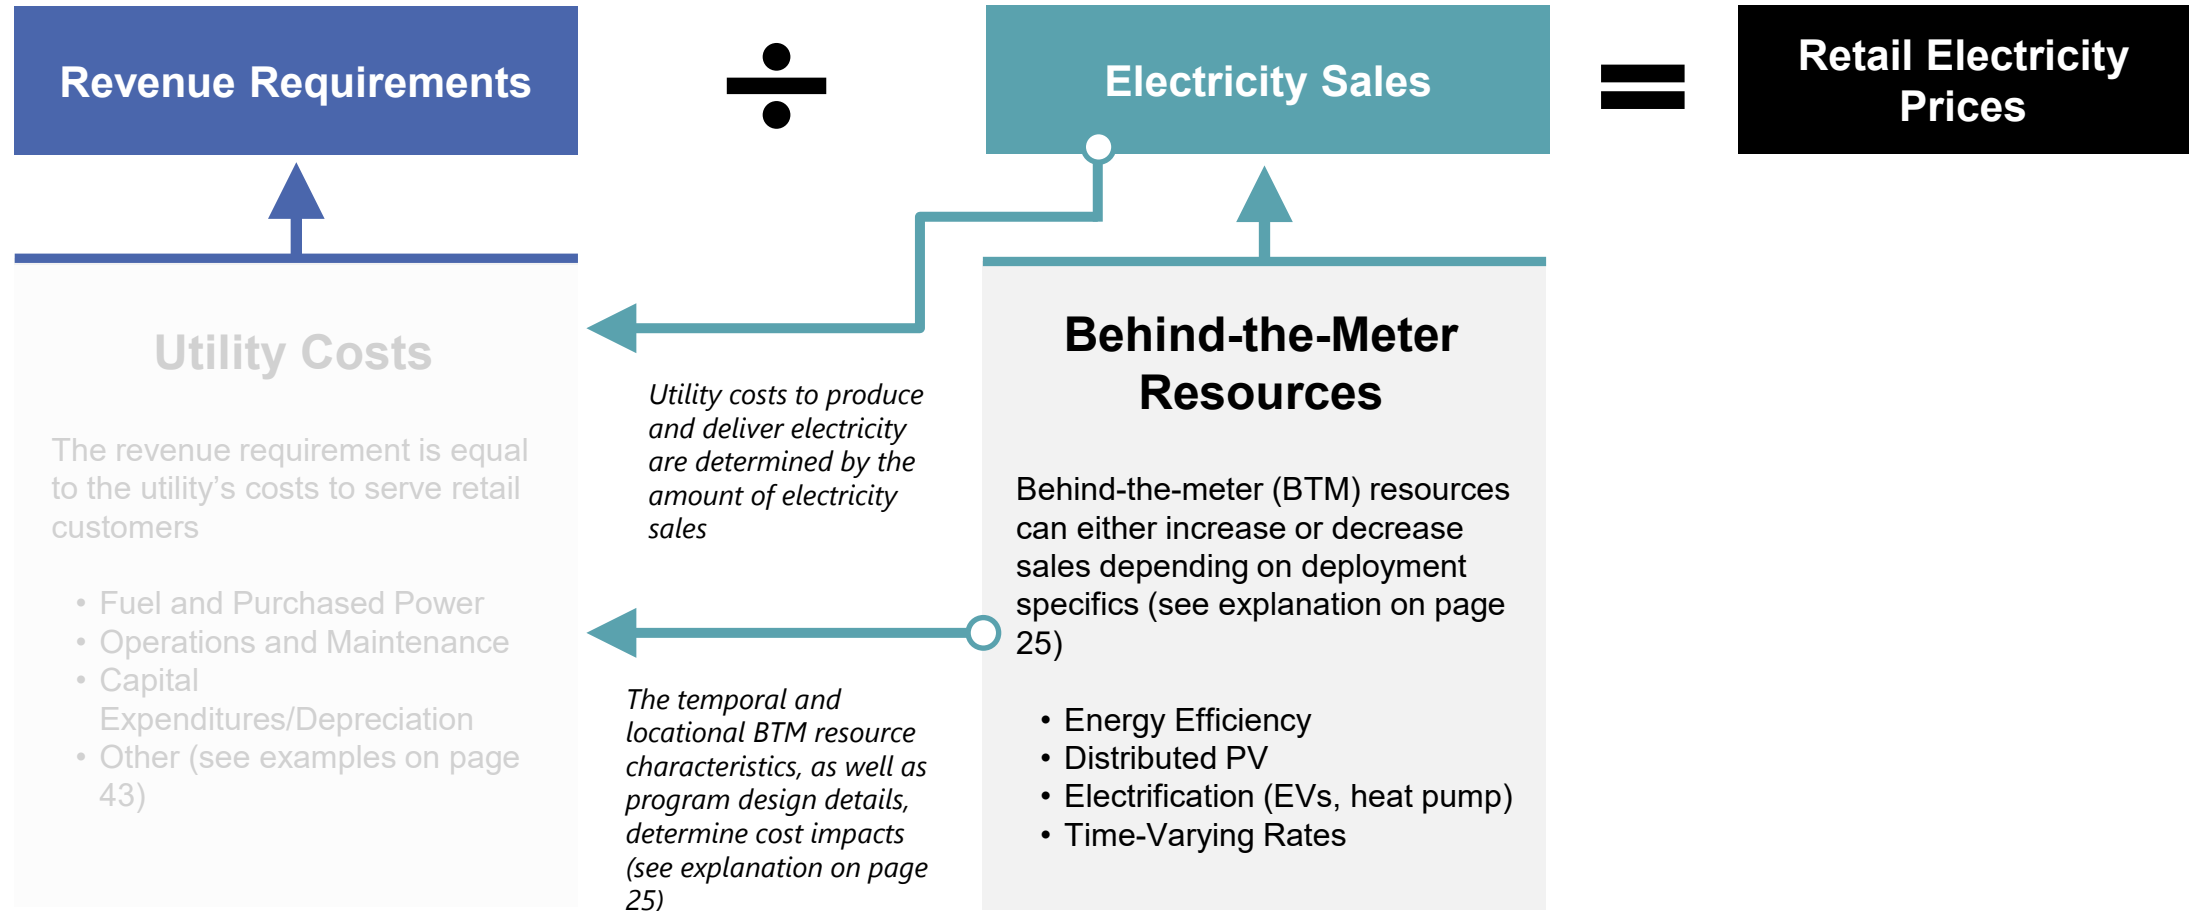 Revenue Requirements
÷
Electricity Sales
=
Retail Electricity
Prices
Utility Costs
The revenue requirement is equal
to the utility’s costs to serve retail
customers
• Fuel and Purchased Power
• Operations and Maintenance
• Capital
Expenditures/Depreciation
• Other (see examples on page
43)
Utility costs to produce
and deliver electricity
are determined by the
amount of electricity
sales
The temporal and
locational BTM resource
characteristics, as well as
program design details,
determine cost impacts
(see explanation on page
25)
Behind-the-Meter
Resources
Behind-the-meter (BTM) resources
can either increase or decrease
sales depending on deployment
specifics (see explanation on page
25)
• Energy Efficiency
• Distributed PV
• Electrification (EVs, heat pump)
• Time-Varying Rates